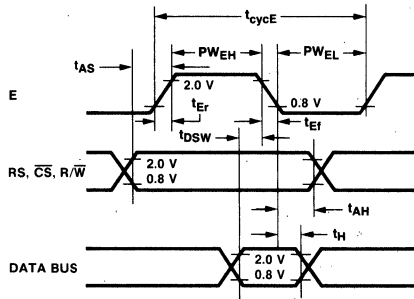 tcycE
PWEH
PWEL
tAS
E
2.0 V
0.8 V
tEr
tEf
tDSW
RS, C̅S̅, R/W̅
2.0 V
0.8 V
tAH
tH
DATA BUS
2.0 V
0.8 V